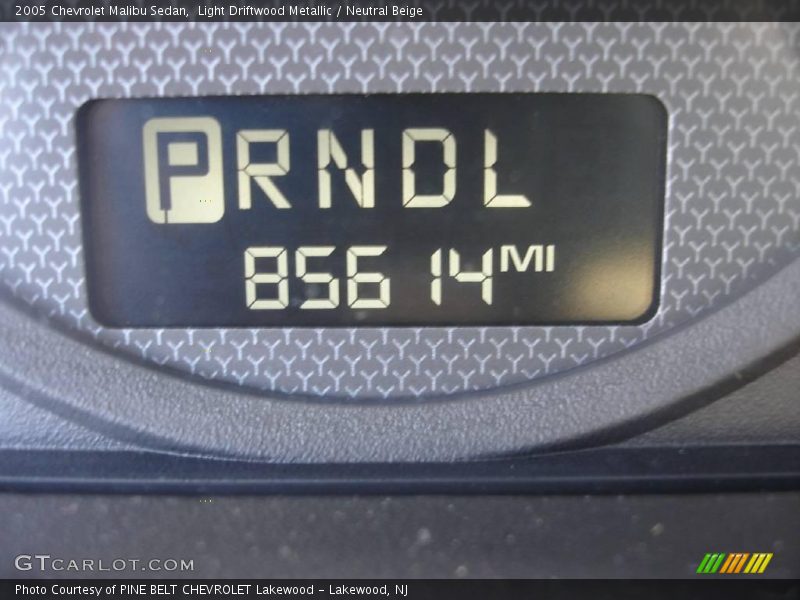 2005 Chevrolet Malibu Sedan,  Light Driftwood Metallic / Neutral Beige
PRNDL
85614MI
GTCARLOT.COM
Photo Courtesy of PINE BELT CHEVROLET Lakewood - Lakewood, NJ